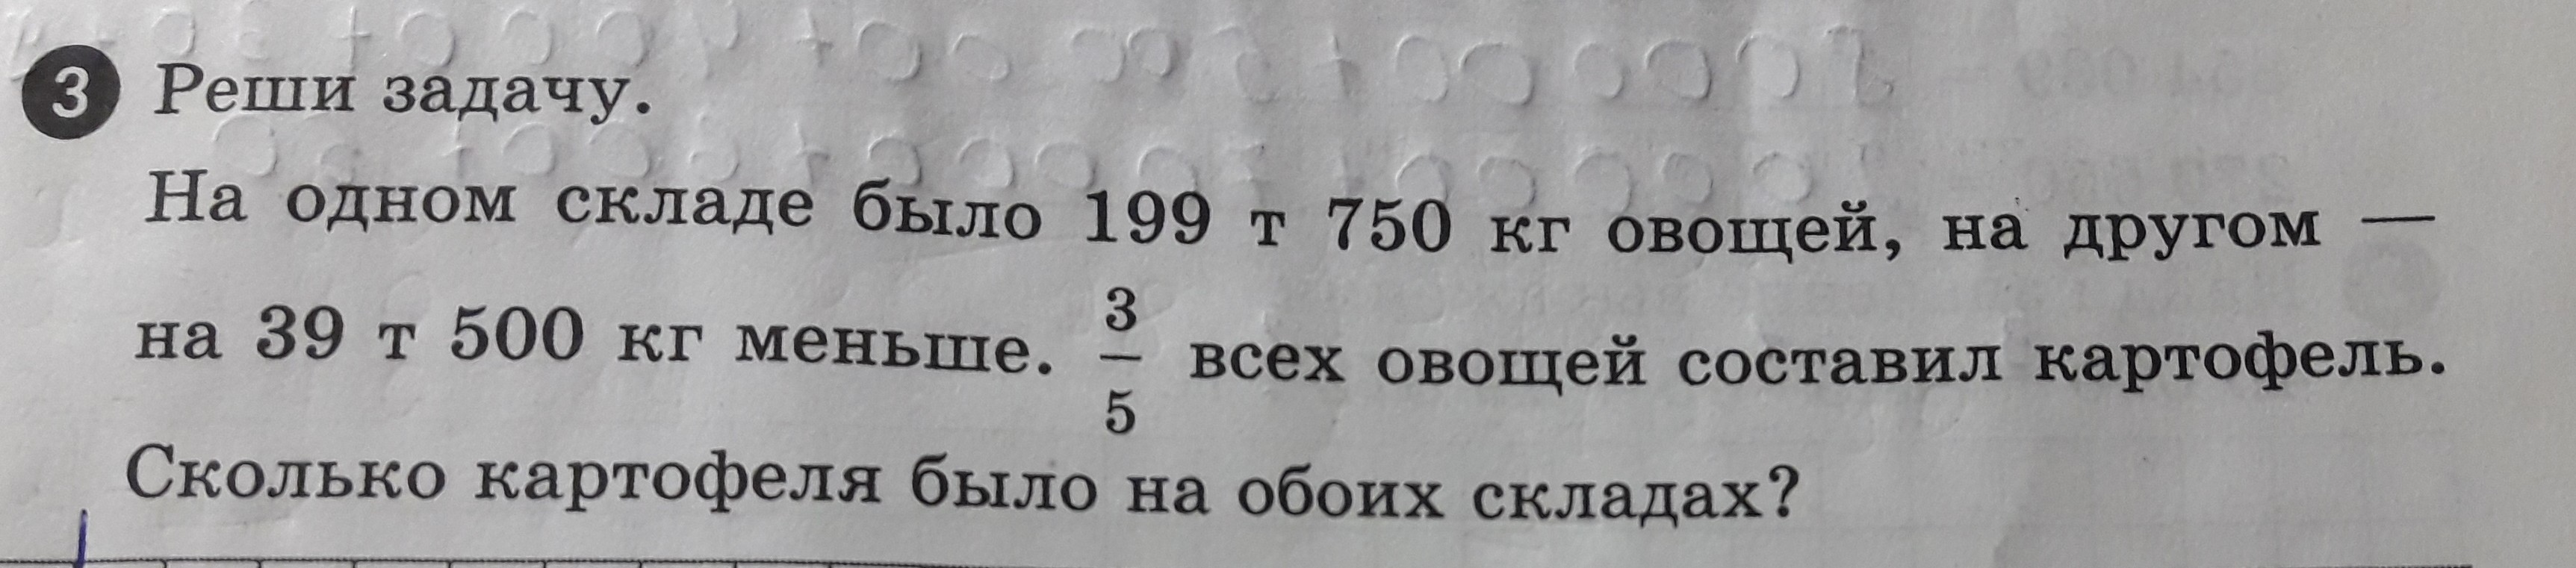 3 Реши задачу.
На одном складе было 199 т 750 кг овощей, на другом —
на 39 т 500 кг меньше. 3/5 всех овощей составил картофель.
Сколько картофеля было на обоих складах?